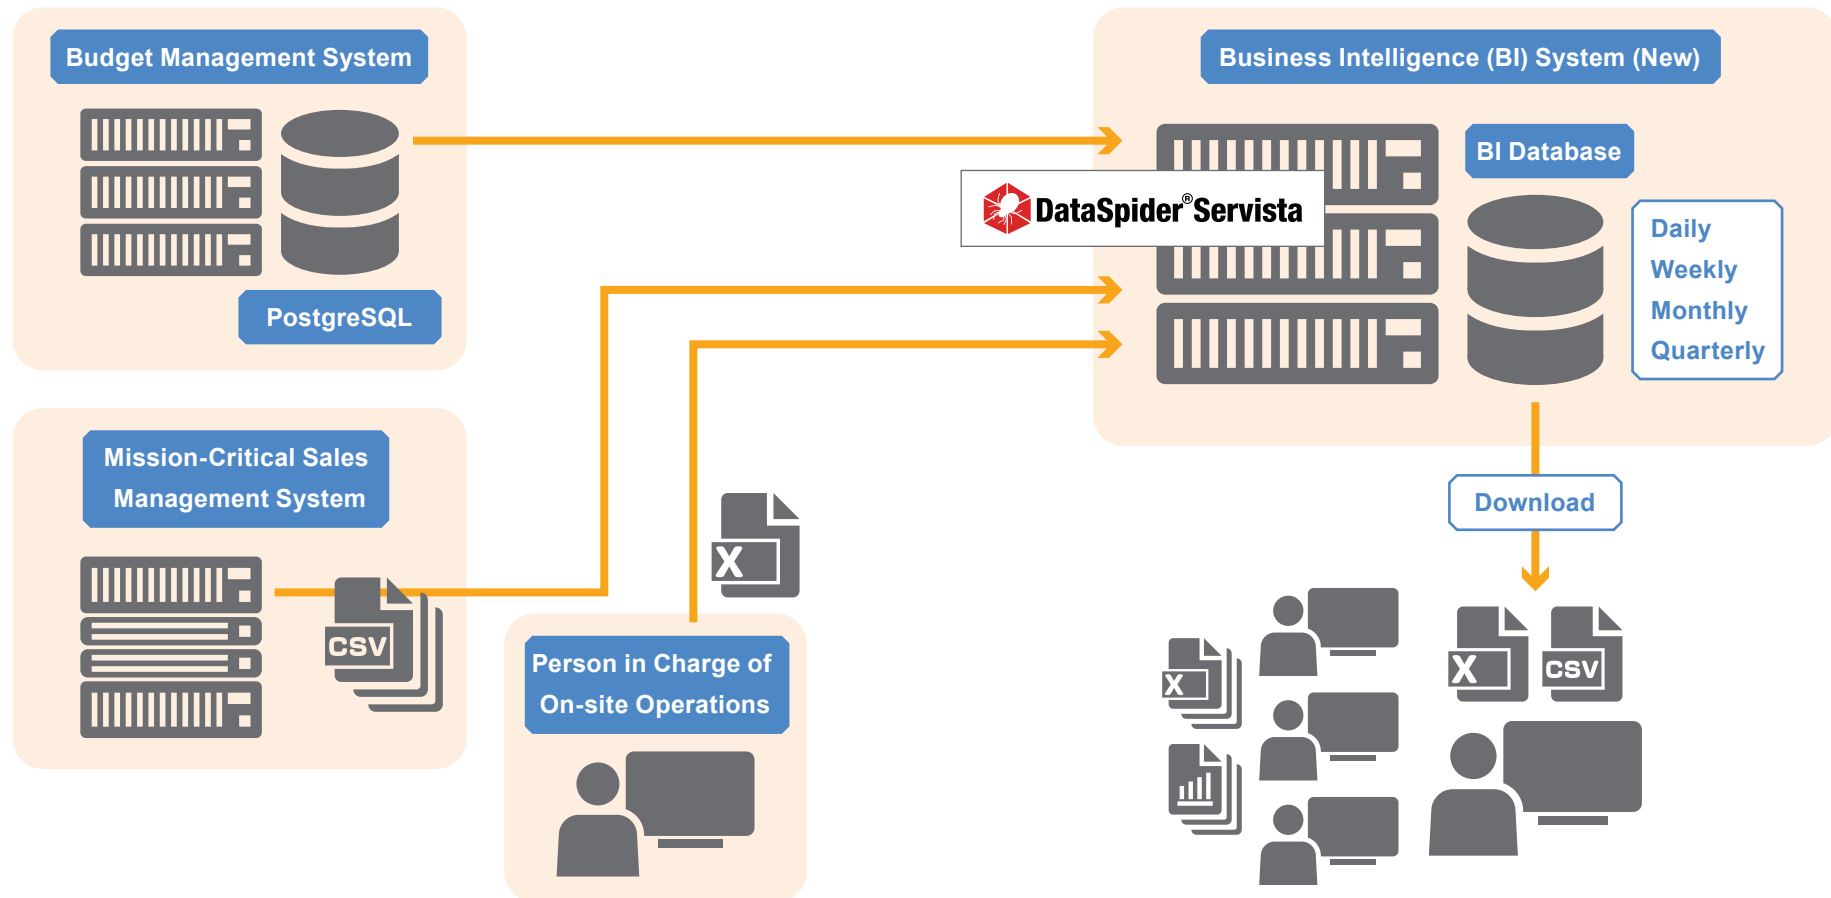 Budget Management System
PostgreSQL
Mission-Critical Sales
Management System
CSV
X
Person in Charge of
On-site Operations
Business Intelligence (BI) System (New)
DataSpider®Servista
BI Database
Daily
Weekly
Monthly
Quarterly
Download
X
X
CSV